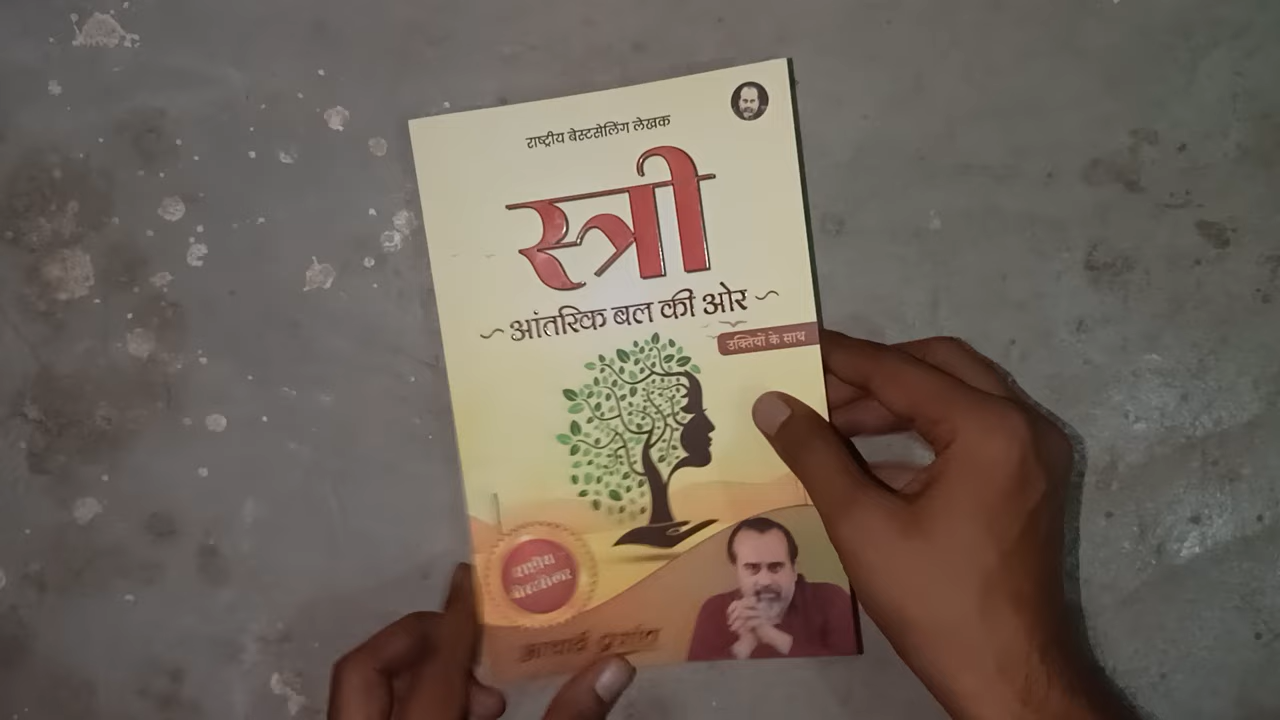 राष्ट्रीय बेस्टसेलिंग लेखक
स्त्री
आंतरिक बल की ओर
उक्तियों के साथ
राष्ट्रीय
बेस्टसेलर
आचार्य प्रशांत